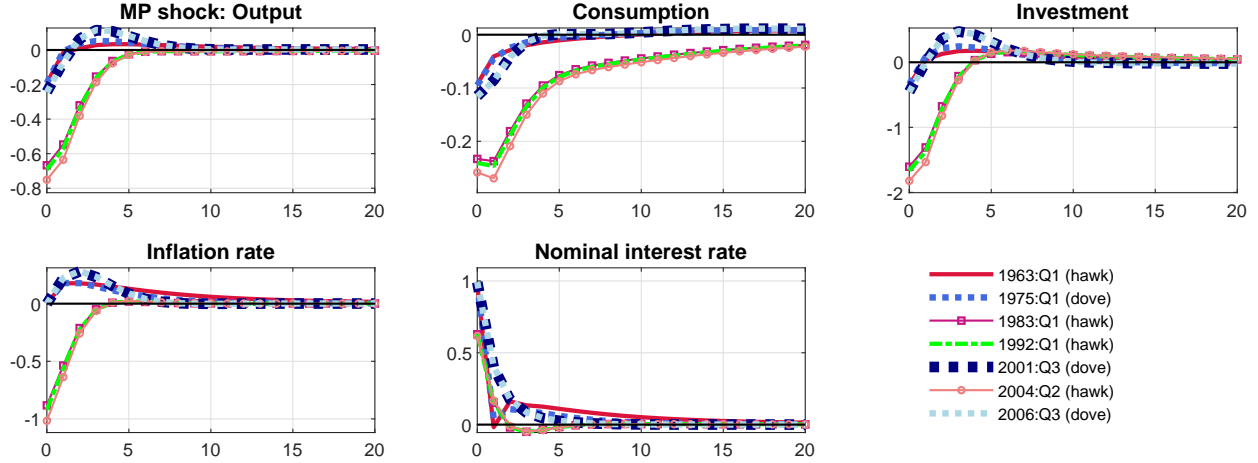 MP shock: Output
0
-0.2
-0.4
-0.6
-0.8
0 5 10 15 20
Consumption
0
-0.1
-0.2
0 5 10 15 20
Investment
1
0
-1
-2
0 5 10 15 20
Inflation rate
0
-0.5
-1
0 5 10 15 20
Nominal interest rate
1
0.5
0
0 5 10 15 20
1963:Q1 (hawk)
1975:Q1 (dove)
1983:Q1 (hawk)
1992:Q1 (hawk)
2001:Q3 (dove)
2004:Q2 (hawk)
2006:Q3 (dove)